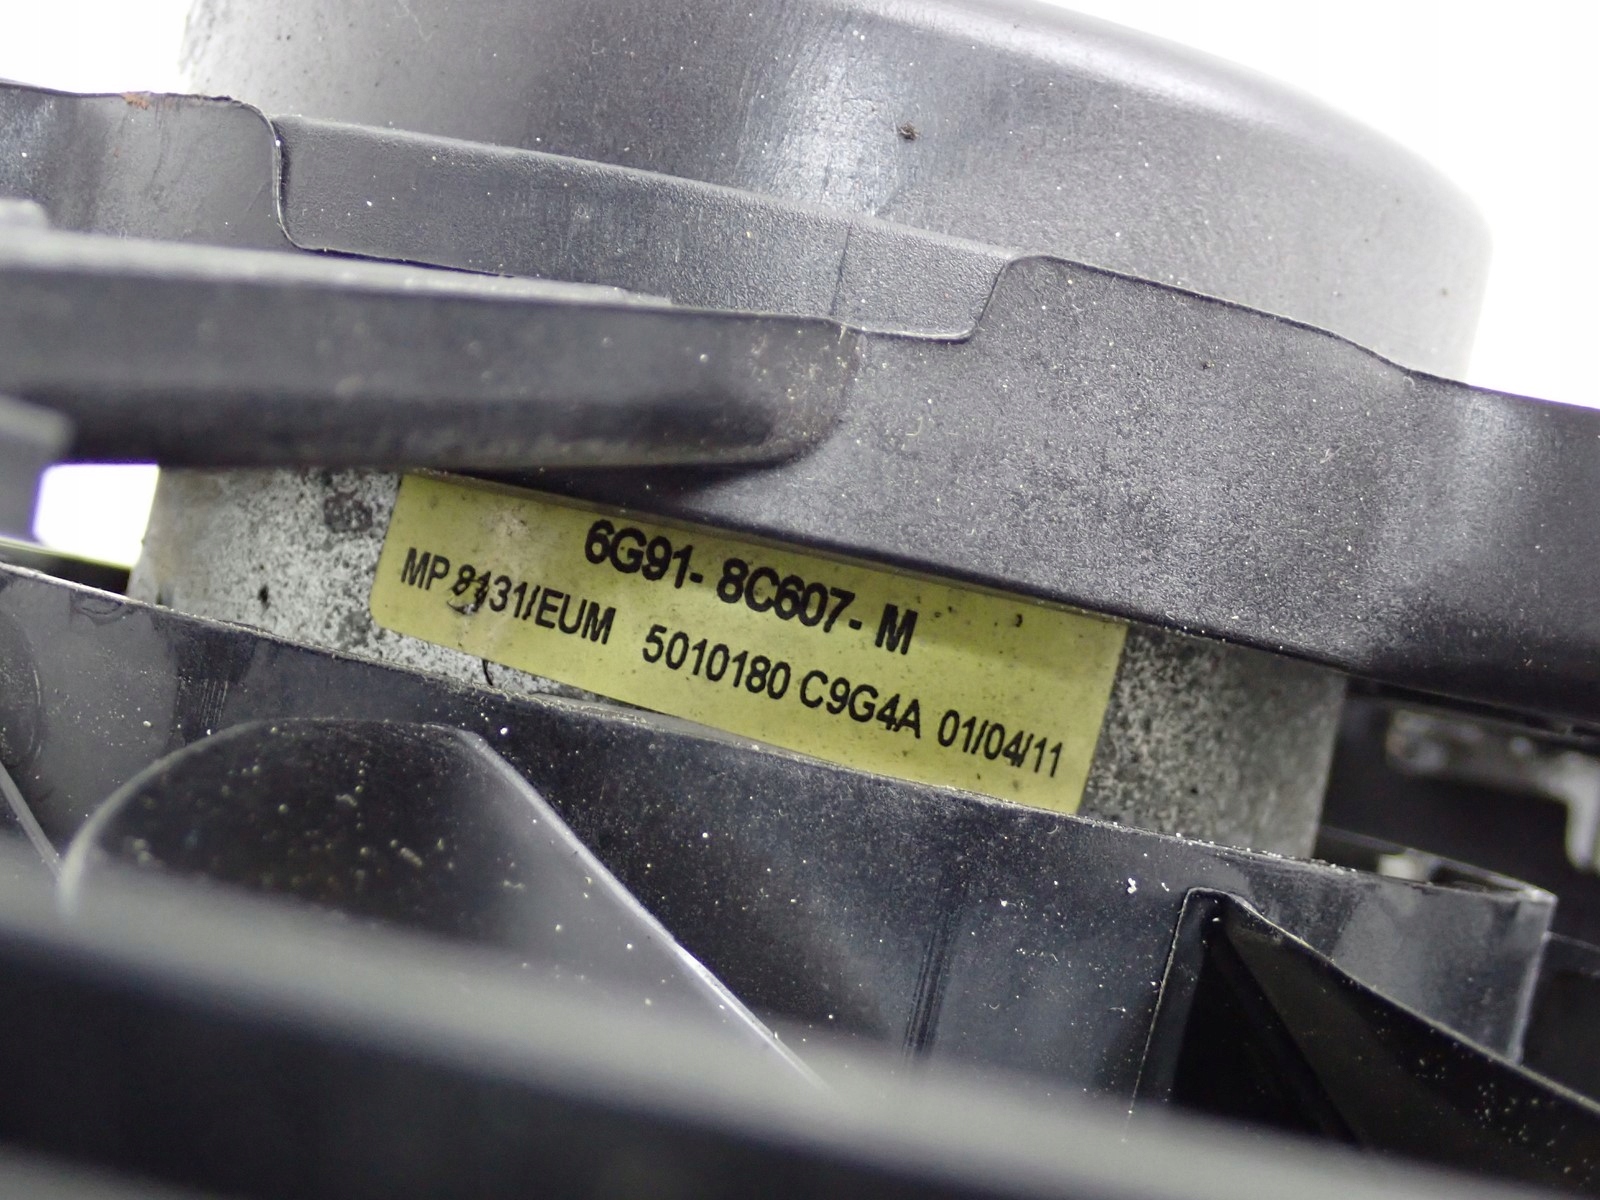 6G91- 8C607- M
MP 8131/EUM 5010180 C9G4A 01/04/11